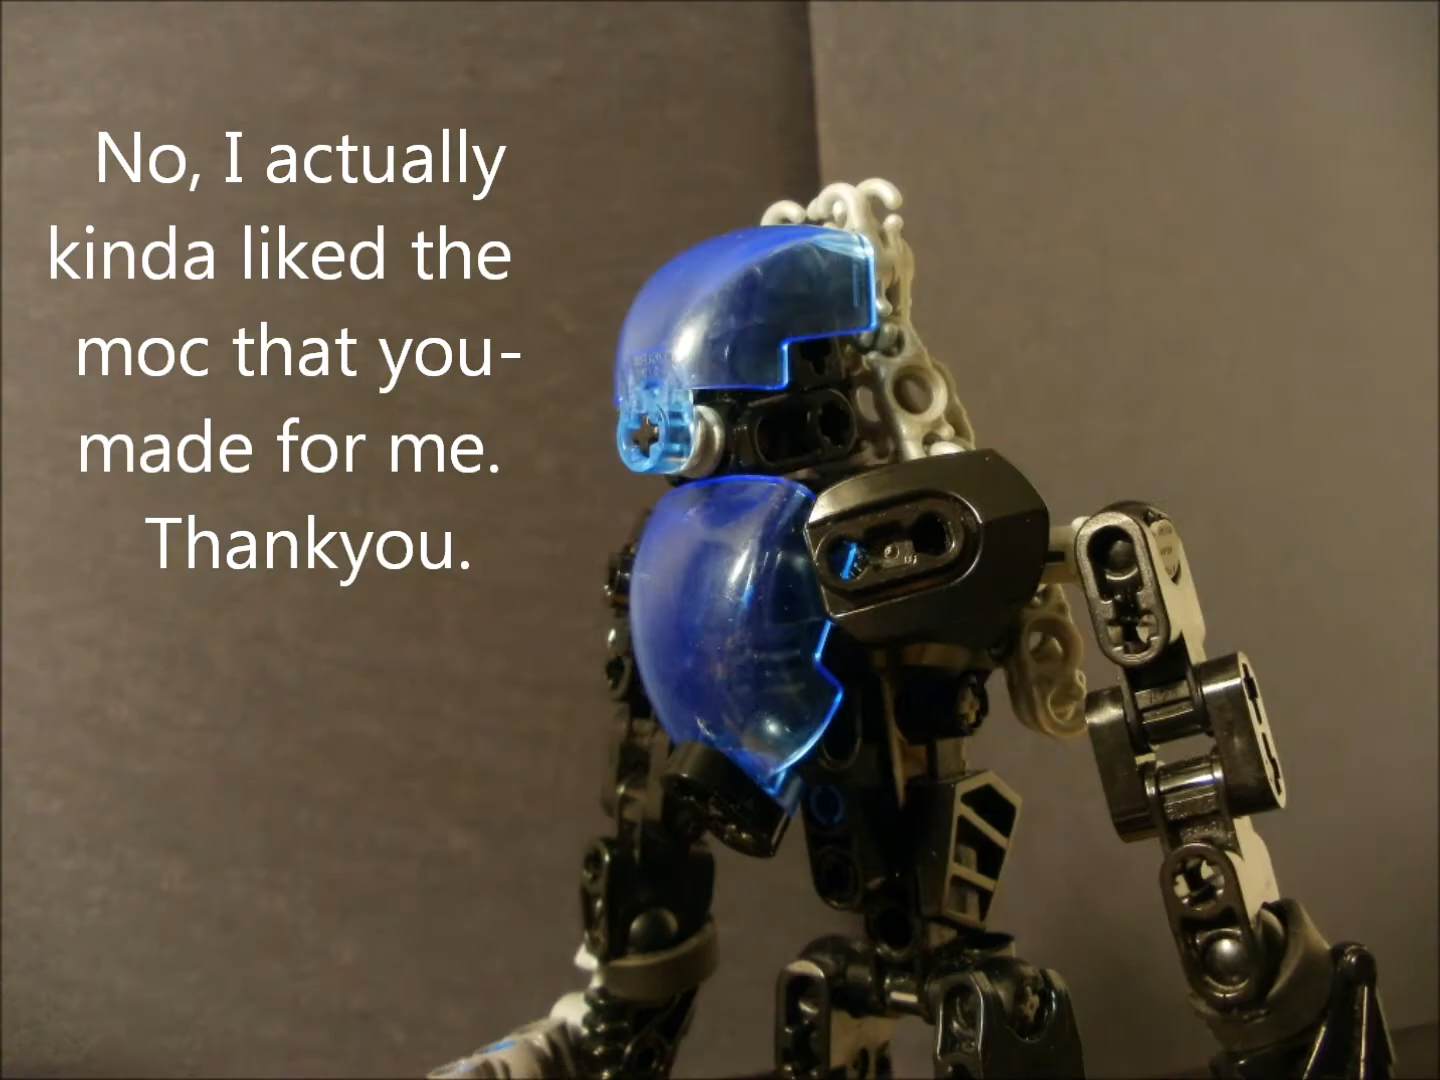 No, I actually
kinda liked the
moc that you-
made for me.
Thankyou.